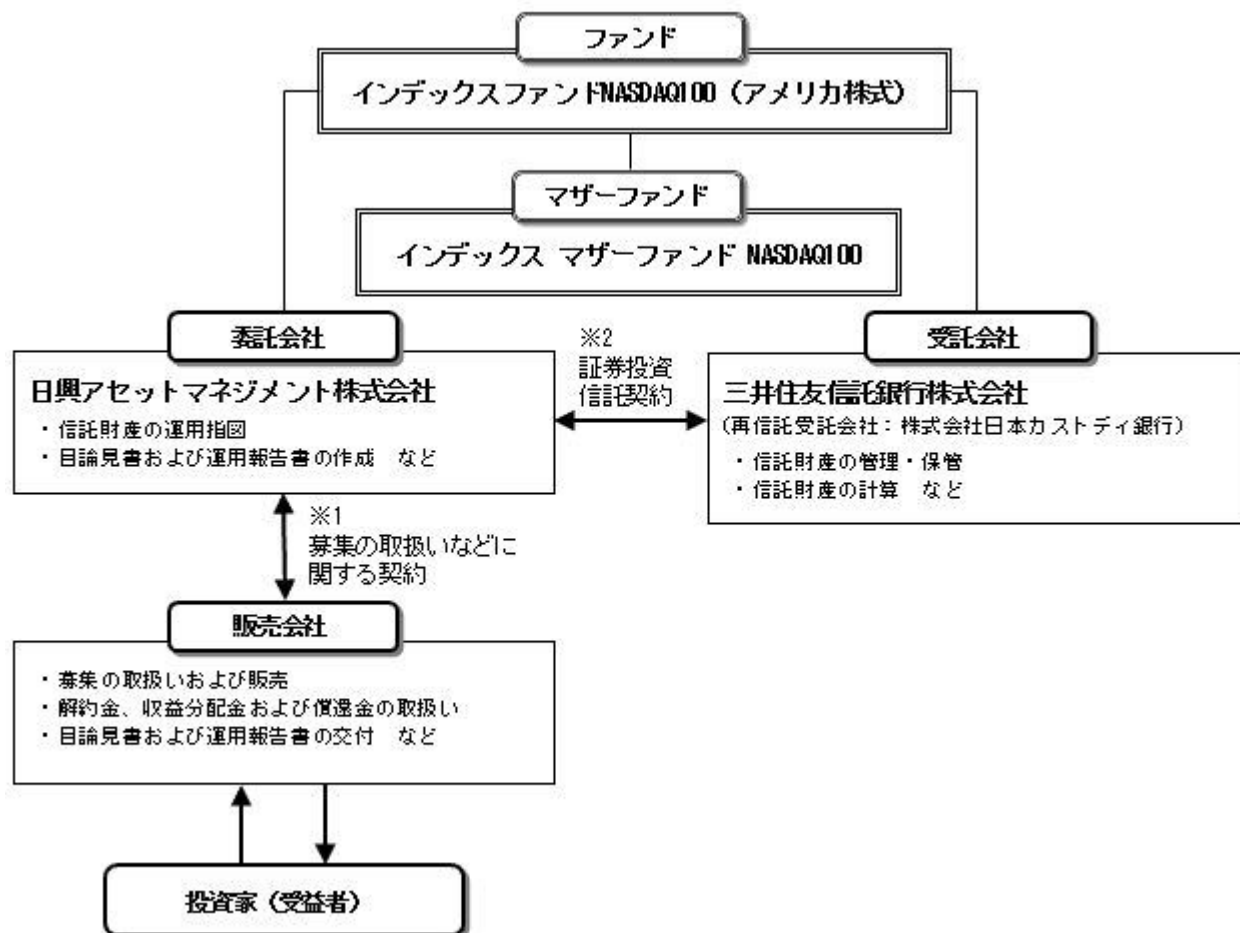 ファンド
インデックスファンドNASDAQ100（アメリカ株式）
マザーファンド
インデックス マザーファンド NASDAQ100
委託会社
日興アセットマネジメント株式会社
・信託財産の運用指図
・目論見書および運用報告書の作成　など
※2
証券投資
信託契約
受託会社
三井住友信託銀行株式会社
（再信託受託会社：株式会社日本カストディ銀行）
・信託財産の管理・保管
・信託財産の計算　など
※1
募集の取扱いなどに
関する契約
販売会社
・募集の取扱いおよび販売
・解約金、収益分配金および償還金の取扱い
・目論見書および運用報告書の交付　など
投資家（受益者）